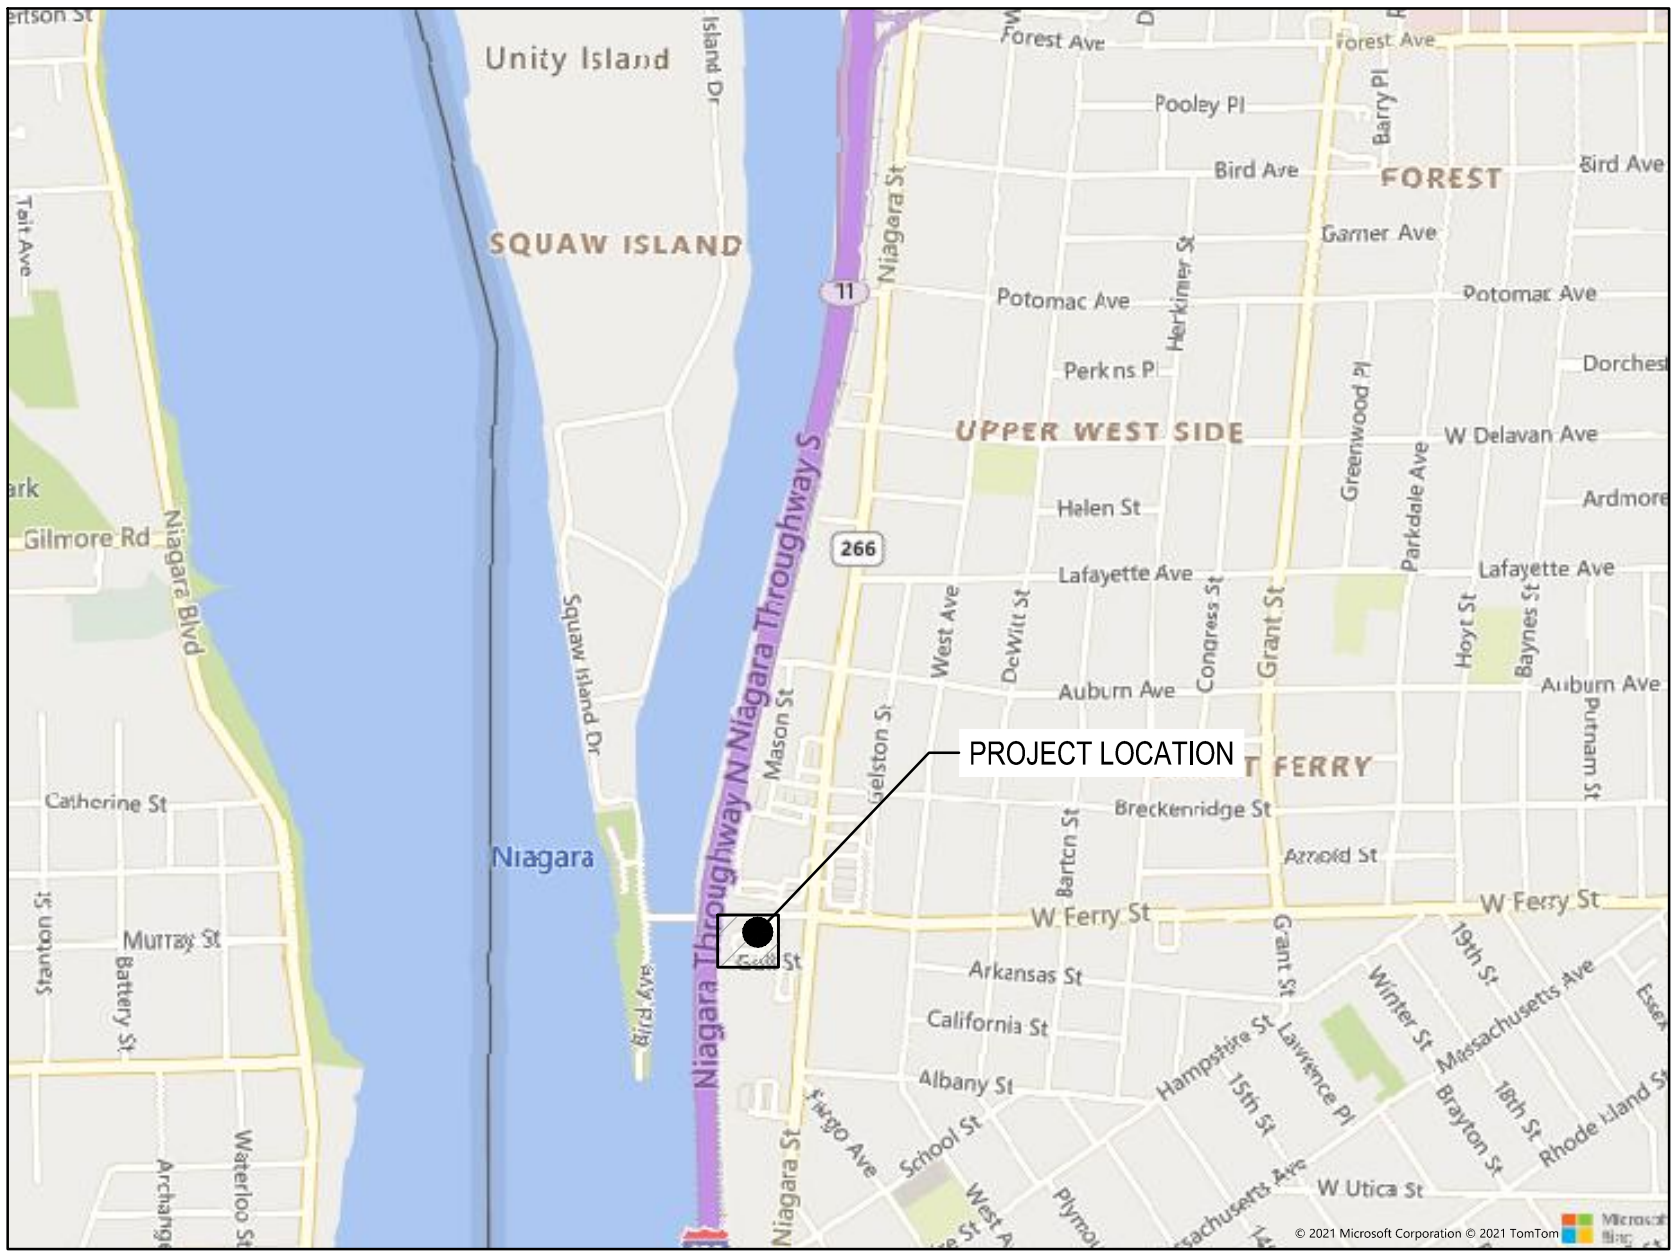 Unity Island
Island Dr
Forest Ave
Forest Ave
Pooley Pl
Barry Pl
Bird Ave
Bird Ave
FOREST
Tait Ave
Niagara St
SQUAW ISLAND
Garner Ave
Herkimer St
11
Potomac Ave
Potomac Ave
Perkins Pl
Greenwood Pl
UPPER WEST SIDE
W Delavan Ave
Parkdale Ave
Helen St
Gilmore Rd
Niagara Blvd
266
Lafayette Ave
Lafayette Ave
Squaw Island Dr
West Ave
DeWitt St
Congress St
Grant St
Hoyt St
Baynes St
Auburn Ave
Auburn Ave
Putnam St
Mason St
Gelston St
Niagara Throughway N Niagara Throughway S
PROJECT LOCATION
T FERRY
Catherine St
Breckenridge St
Barton St
Arnold St
Niagara
Stanton St
W Ferry St
W Ferry St
Murray St
Battery St
Bird Ave
St
Niagara Throughway
Arkansas St
Grant St
19th St
Winter St
Massachusetts Ave
Essex
California St
Hampshire St
Lawrence Pl
Albany St
15th St
18th St
Brayton St
Rhode Island St
Fargo Ave
School St
Waterloo St
Niagara St
West A
Plymou
W Utica St
© 2021 Microsoft Corporation © 2021 TomTom
Microsoft
Bing